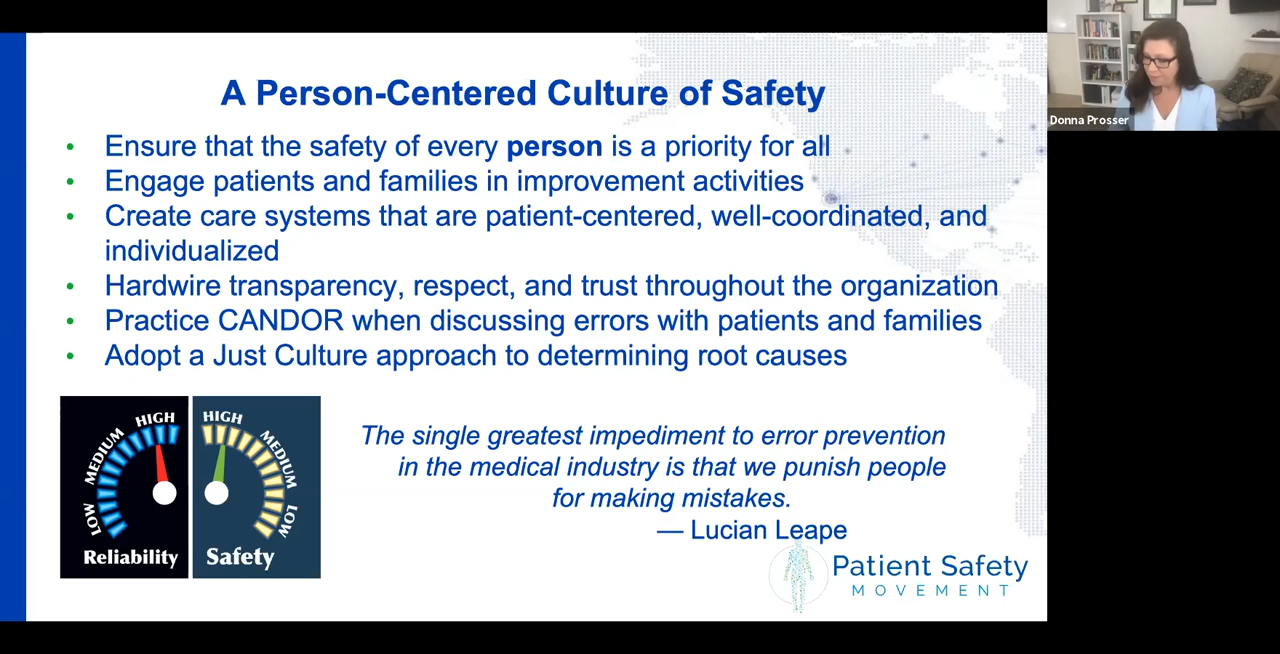 A Person-Centered Culture of Safety
• Ensure that the safety of every person is a priority for all
• Engage patients and families in improvement activities
• Create care systems that are patient-centered, well-coordinated, and
individualized
• Hardwire transparency, respect, and trust throughout the organization
• Practice CANDOR when discussing errors with patients and families
• Adopt a Just Culture approach to determining root causes
LOW MEDIUM HIGH
Reliability
HIGH MEDIUM LOW
Safety
The single greatest impediment to error prevention
in the medical industry is that we punish people
for making mistakes.
— Lucian Leape
Patient Safety
MOVEMENT
Donna Prosser